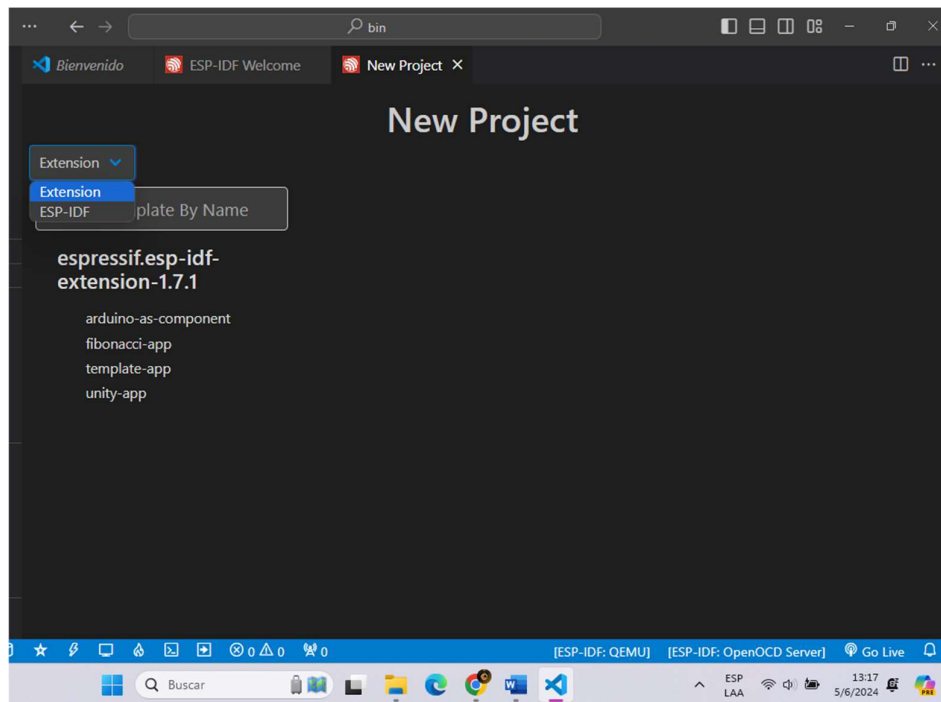 bin
Bienvenido
ESP-IDF Welcome
New Project
New Project
Extension
Extension
ESP-IDF
plate By Name
espressif.esp-idf-
extension-1.7.1
arduino-as-component
fibonacci-app
template-app
unity-app
0 0 0 [ESP-IDF: QEMU] [ESP-IDF: OpenOCD Server] Go Live
Buscar
ESP
LAA
13:17
5/6/2024
PRE